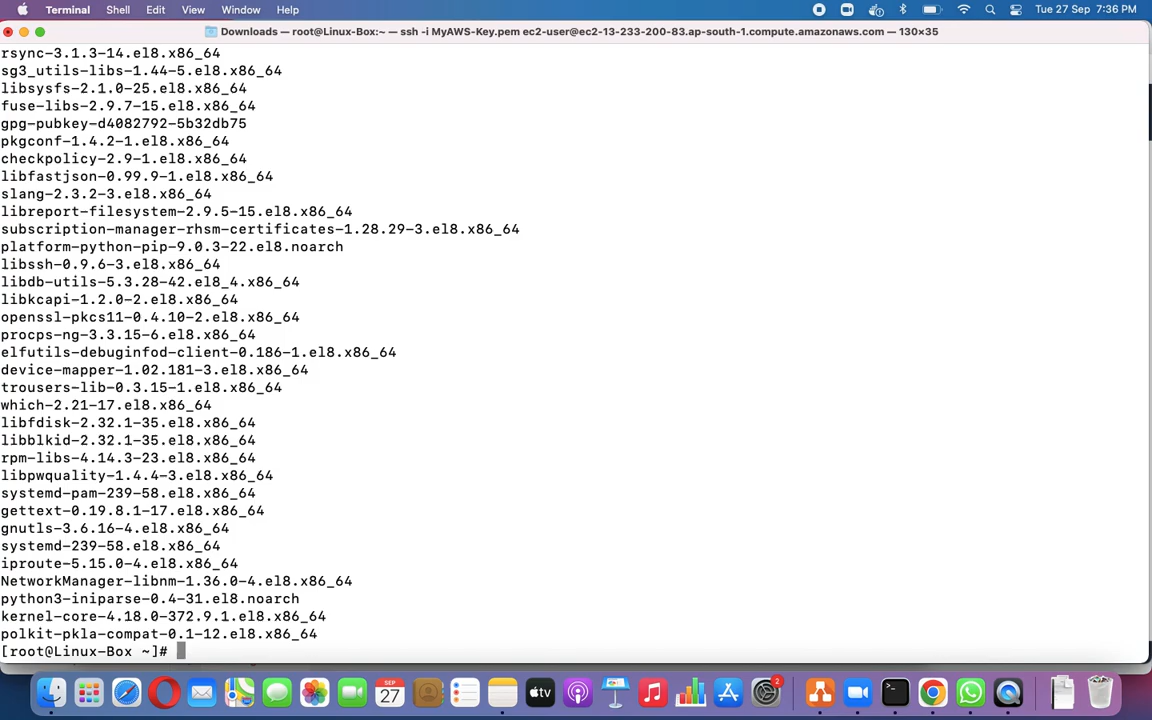 Terminal Shell Edit View Window Help Tue 27 Sep 7:36 PM
Downloads — root@Linux-Box:~ — ssh -i MyAWS-Key.pem ec2-user@ec2-13-233-200-83.ap-south-1.compute.amazonaws.com — 130×35
rsync-3.1.3-14.el8.x86_64
sg3_utils-libs-1.44-5.el8.x86_64
libsysfs-2.1.0-25.el8.x86_64
fuse-libs-2.9.7-15.el8.x86_64
gpg-pubkey-d4082792-5b32db75
pkgconf-1.4.2-1.el8.x86_64
checkpolicy-2.9-1.el8.x86_64
libfastjson-0.99.9-1.el8.x86_64
slang-2.3.2-3.el8.x86_64
libreport-filesystem-2.9.5-15.el8.x86_64
subscription-manager-rhsm-certificates-1.28.29-3.el8.x86_64
platform-python-pip-9.0.3-22.el8.noarch
libssh-0.9.6-3.el8.x86_64
libdb-utils-5.3.28-42.el8_4.x86_64
libkcapi-1.2.0-2.el8.x86_64
openssl-pkcs11-0.4.10-2.el8.x86_64
procps-ng-3.3.15-6.el8.x86_64
elfutils-debuginfod-client-0.186-1.el8.x86_64
device-mapper-1.02.181-3.el8.x86_64
trousers-lib-0.3.15-1.el8.x86_64
which-2.21-17.el8.x86_64
libfdisk-2.32.1-35.el8.x86_64
libblkid-2.32.1-35.el8.x86_64
rpm-libs-4.14.3-23.el8.x86_64
libpwquality-1.4.4-3.el8.x86_64
systemd-pam-239-58.el8.x86_64
gettext-0.19.8.1-17.el8.x86_64
gnutls-3.6.16-4.el8.x86_64
systemd-239-58.el8.x86_64
iproute-5.15.0-4.el8.x86_64
NetworkManager-libnm-1.36.0-4.el8.x86_64
python3-iniparse-0.4-31.el8.noarch
kernel-core-4.18.0-372.9.1.el8.x86_64
polkit-pkla-compat-0.1-12.el8.x86_64
[root@Linux-Box ~]#
SEP
27
tv
2